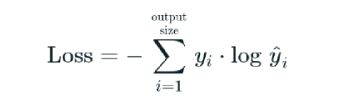 output
size
Loss = − ∑ yᵢ · log ŷᵢ
i=1